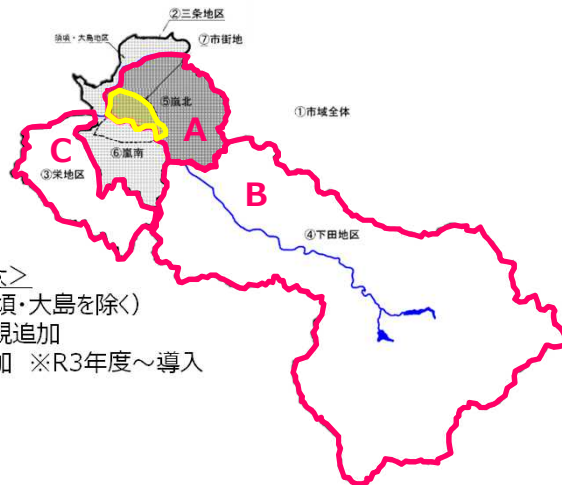 ②三条地区
須頃・大島地区
⑦市街地
⑤嵐北
①市域全体
A
C
⑥嵐南
③栄地区
B
④下田地区
＞
頃・大島を除く）
追加
加 ※R3年度～導入